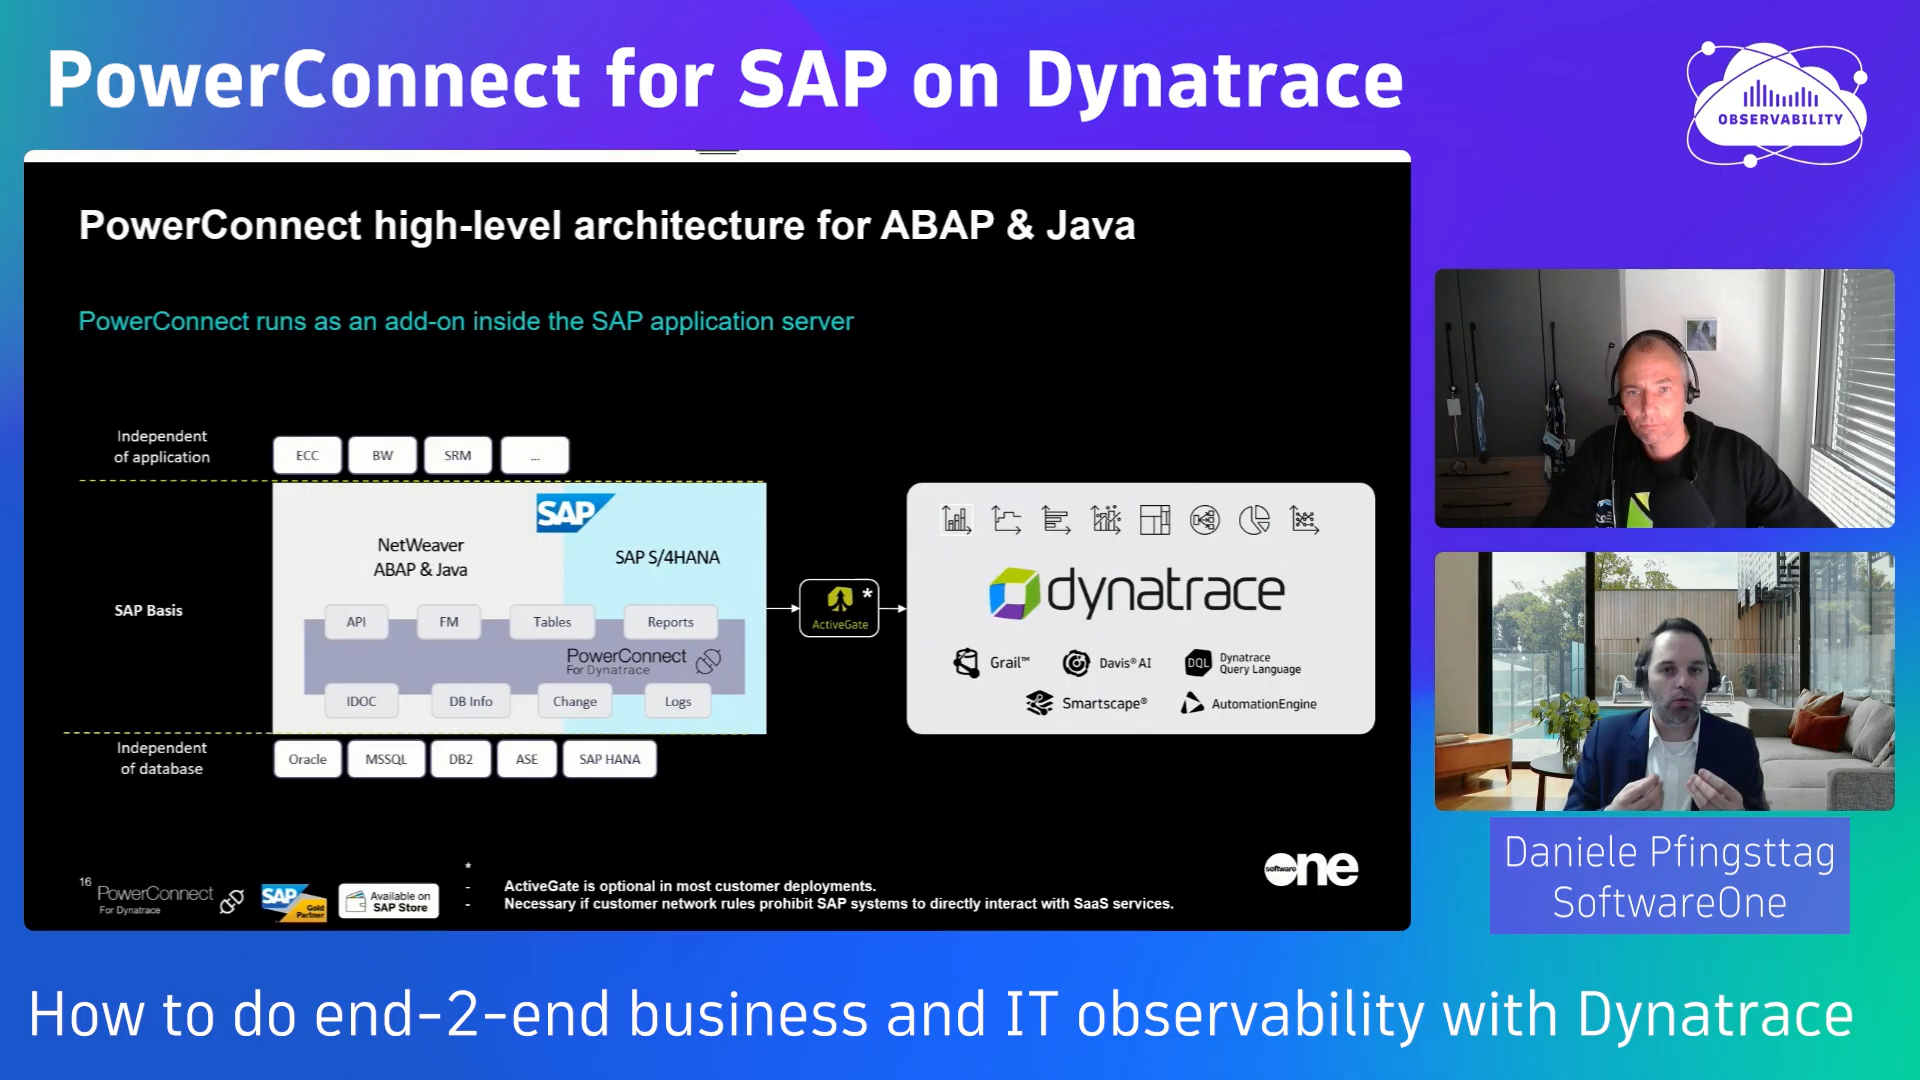 PowerConnect for SAP on Dynatrace
OBSERVABILITY
PowerConnect high-level architecture for ABAP & Java
PowerConnect runs as an add-on inside the SAP application server
Independent
of application
ECC
BW
SRM
...
SAP
NetWeaver
ABAP & Java
SAP S/4HANA
SAP Basis
API
FM
Tables
Reports
PowerConnect
For Dynatrace
IDOC
DB Info
Change
Logs
Independent
of database
Oracle
MSSQL
DB2
ASE
SAP HANA
*
ActiveGate
dynatrace
Grail™
Davis® AI
DQL
Dynatrace
Query Language
Smartscape®
AutomationEngine
16
PowerConnect
For Dynatrace
SAP
Gold
Partner
Available on
SAP Store
*
- ActiveGate is optional in most customer deployments.
- Necessary if customer network rules prohibit SAP systems to directly interact with SaaS services.
software one
Daniele Pfingsttag
SoftwareOne
How to do end-2-end business and IT observability with Dynatrace